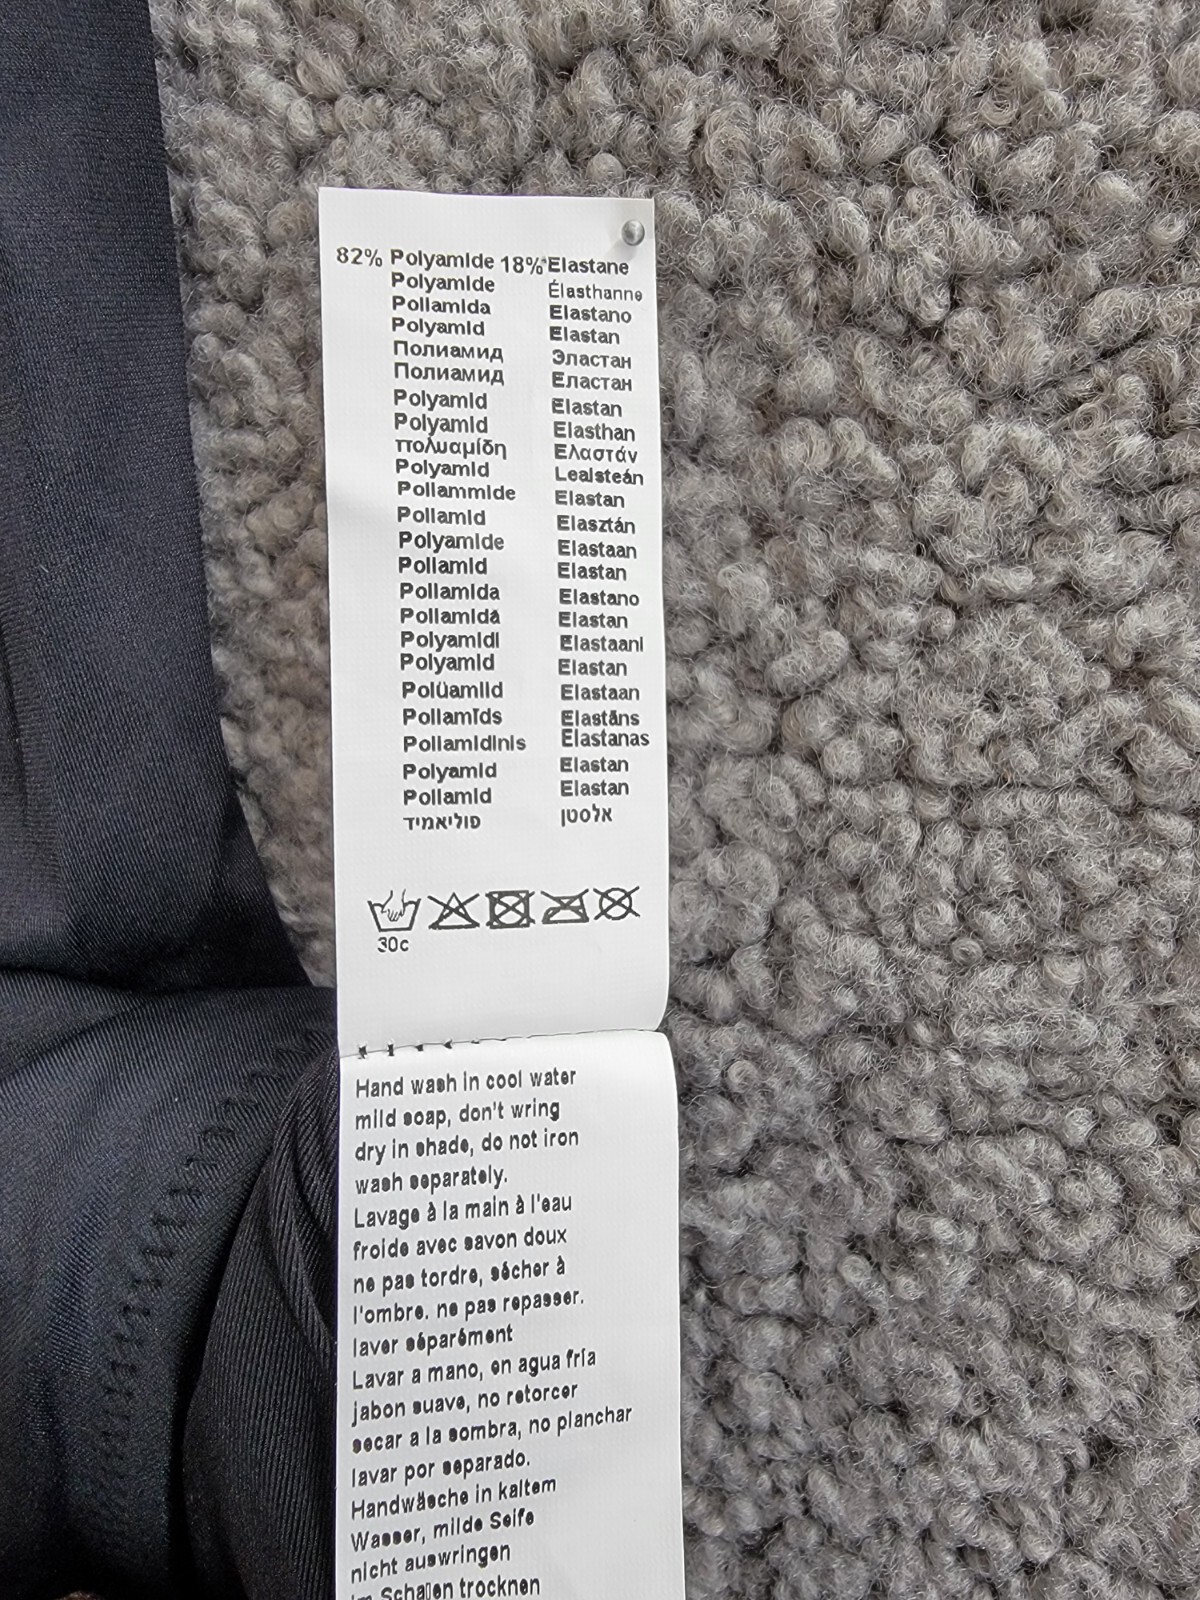 82% Polyamide 18% Elastane
Polyamide Élasthanne
Poliamida Elastano
Polyamid Elastan
Полиамид Эластан
Полиамид Еластан
Polyamid Elastan
Polyamid Elasthan
πολυαμίδη Ελαστάν
Polyamid Lealsteán
Poliammide Elastan
Poliamid Elasztán
Polyamide Elastaan
Poliamid Elastan
Poliamida Elastano
Poliamidă Elastan
Polyamidi Elastaani
Polyamid Elastan
Polüamiid Elastaan
Poliamīds Elastāns
Poliamidinis Elastanas
Polyamid Elastan
Poliamid Elastan
פוליאמיד אלסטן
30c
Hand wash in cool water
mild soap, don't wring
dry in shade, do not iron
wash separately.
Lavage à la main à l'eau
froide avec savon doux
ne pas tordre, sécher à
l'ombre. ne pas repasser.
laver séparément
Lavar a mano, en agua fría
jabon suave, no retorcer
secar a la sombra, no planchar
lavar por separado.
Handwäsche in kaltem
Wasser, milde Seife
nicht auswringen
im Schatten trocknen